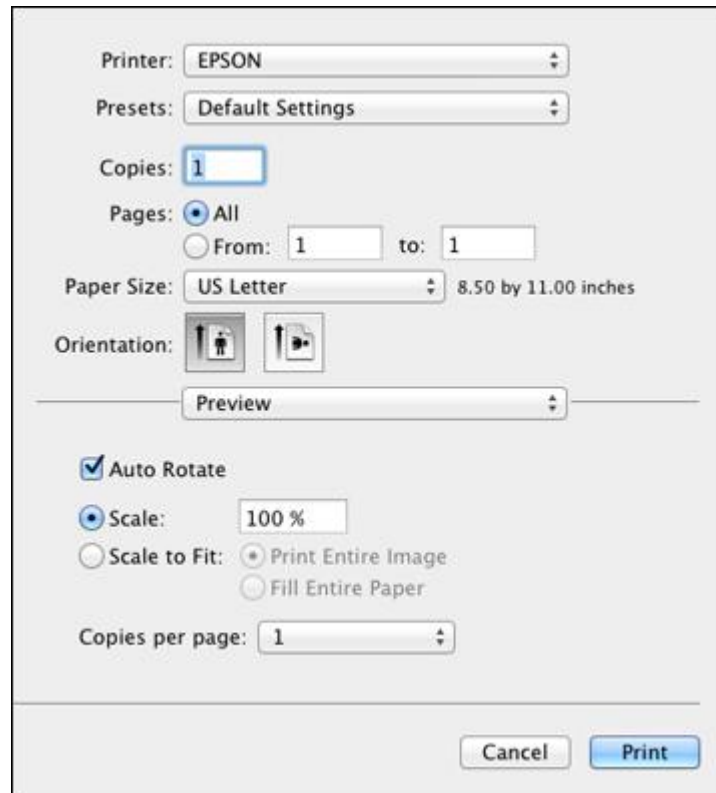 Printer: EPSON
Presets: Default Settings
Copies: 1
Pages: All
From: 1 to: 1
Paper Size: US Letter 8.50 by 11.00 inches
Orientation:
Preview
Auto Rotate
Scale: 100 %
Scale to Fit: Print Entire Image
Fill Entire Paper
Copies per page: 1
Cancel Print